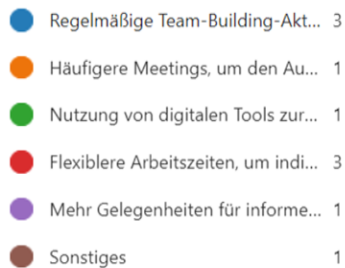 Regelmäßige Team-Building-Akt... 3
Häufigere Meetings, um den Au... 1
Nutzung von digitalen Tools zur... 1
Flexiblere Arbeitszeiten, um indi... 3
Mehr Gelegenheiten für informe... 1
Sonstiges 1